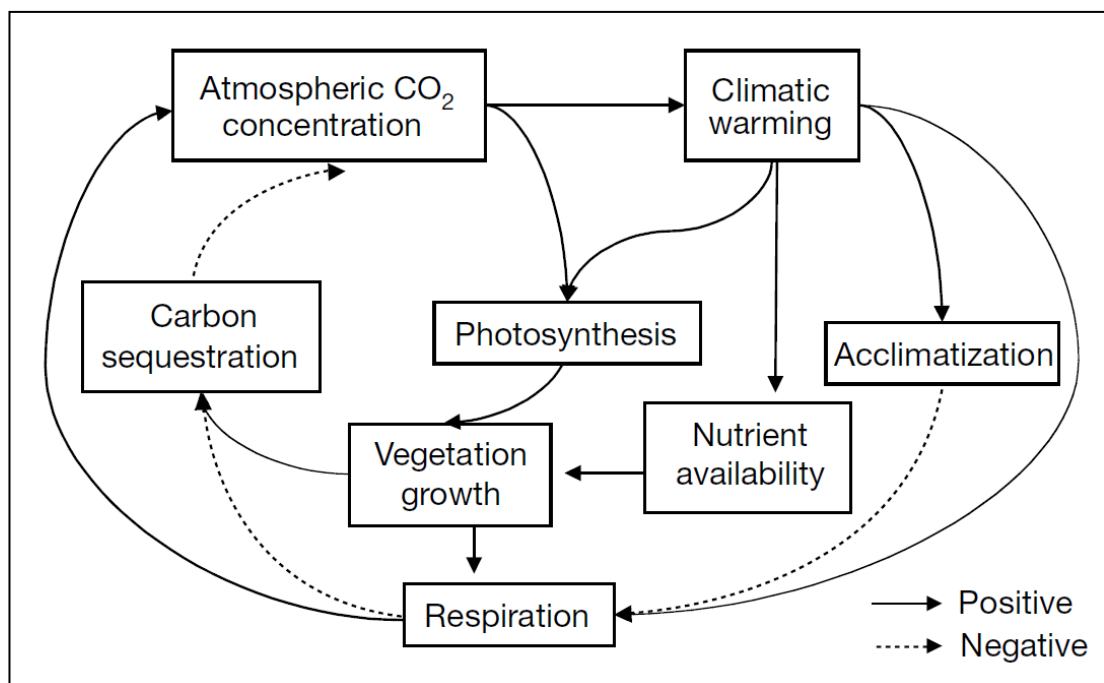 Atmospheric CO₂
concentration
Climatic
warming
Carbon
sequestration
Photosynthesis
Acclimatization
Vegetation
growth
Nutrient
availability
Respiration
Positive
Negative